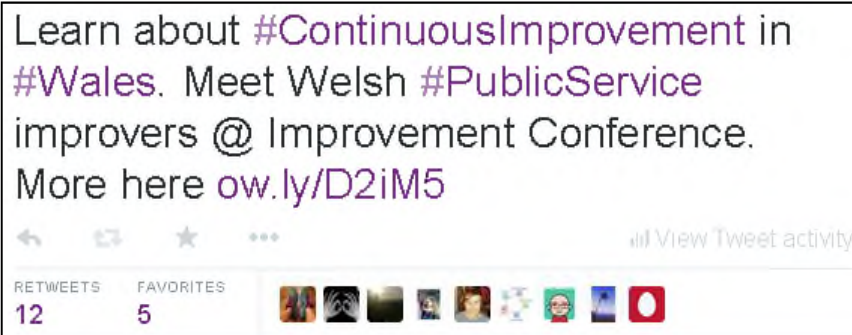 Learn about #ContinuousImprovement in
#Wales. Meet Welsh #PublicService
improvers @ Improvement Conference.
More here ow.ly/D2iM5
View Tweet activity
RETWEETS FAVORITES
12 5